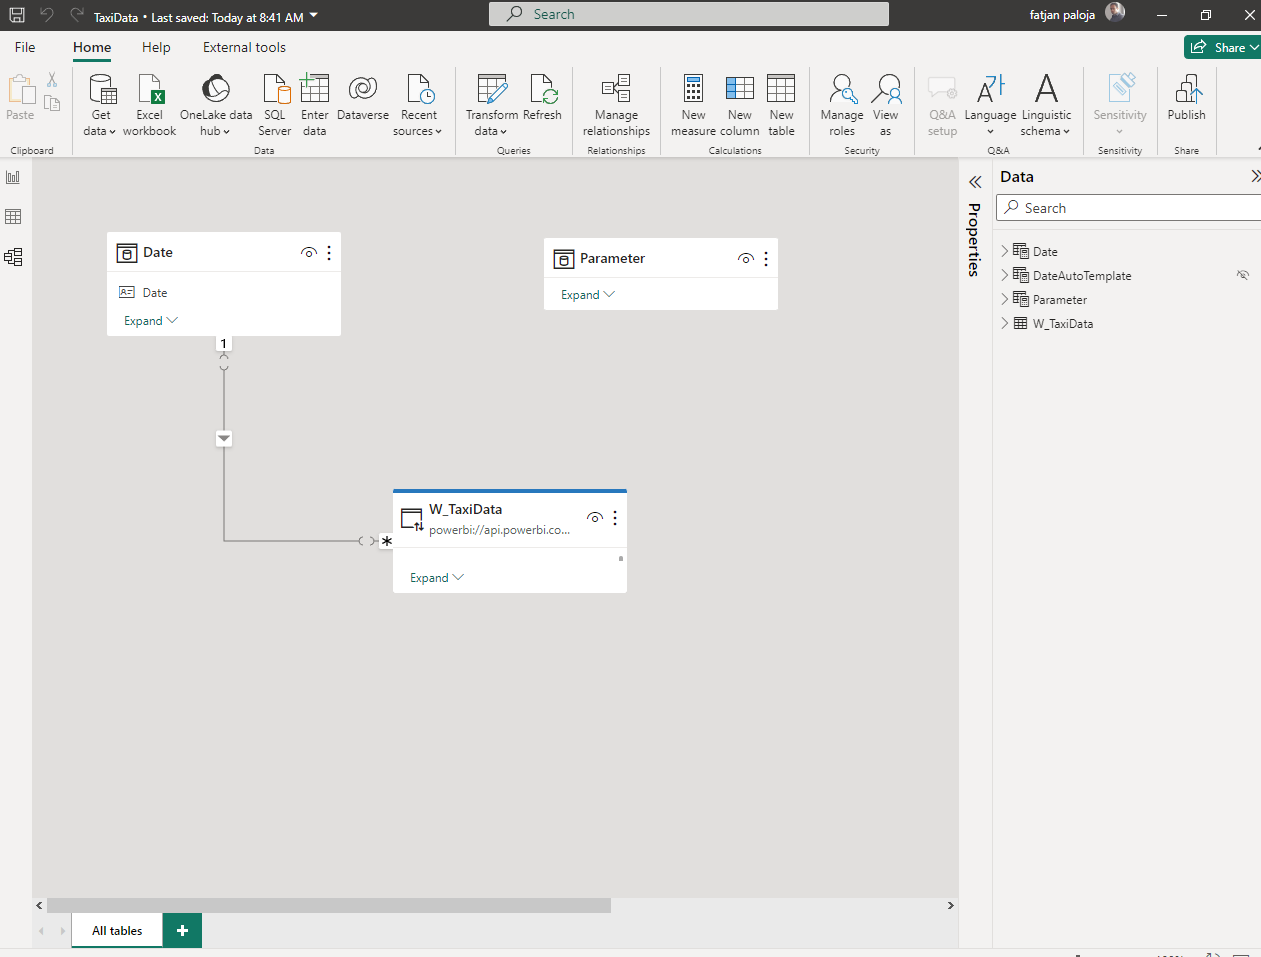 TaxiData • Last saved: Today at 8:41 AM
Search
fatjan paloja
File
Home
Help
External tools
Share
Paste
Get data
Excel workbook
OneLake data hub
SQL Server
Enter data
Dataverse
Recent sources
Transform data
Refresh
Manage relationships
New measure
New column
New table
Manage roles
View as
Q&A setup
Language
Linguistic schema
Sensitivity
Publish
Clipboard
Data
Queries
Relationships
Calculations
Security
Q&A
Sensitivity
Share
Date
Date
Expand
1
Parameter
Expand
W_TaxiData
powerbi://api.powerbi.co...
Expand
*
Properties
Data
Search
Date
DateAutoTemplate
Parameter
W_TaxiData
All tables
+